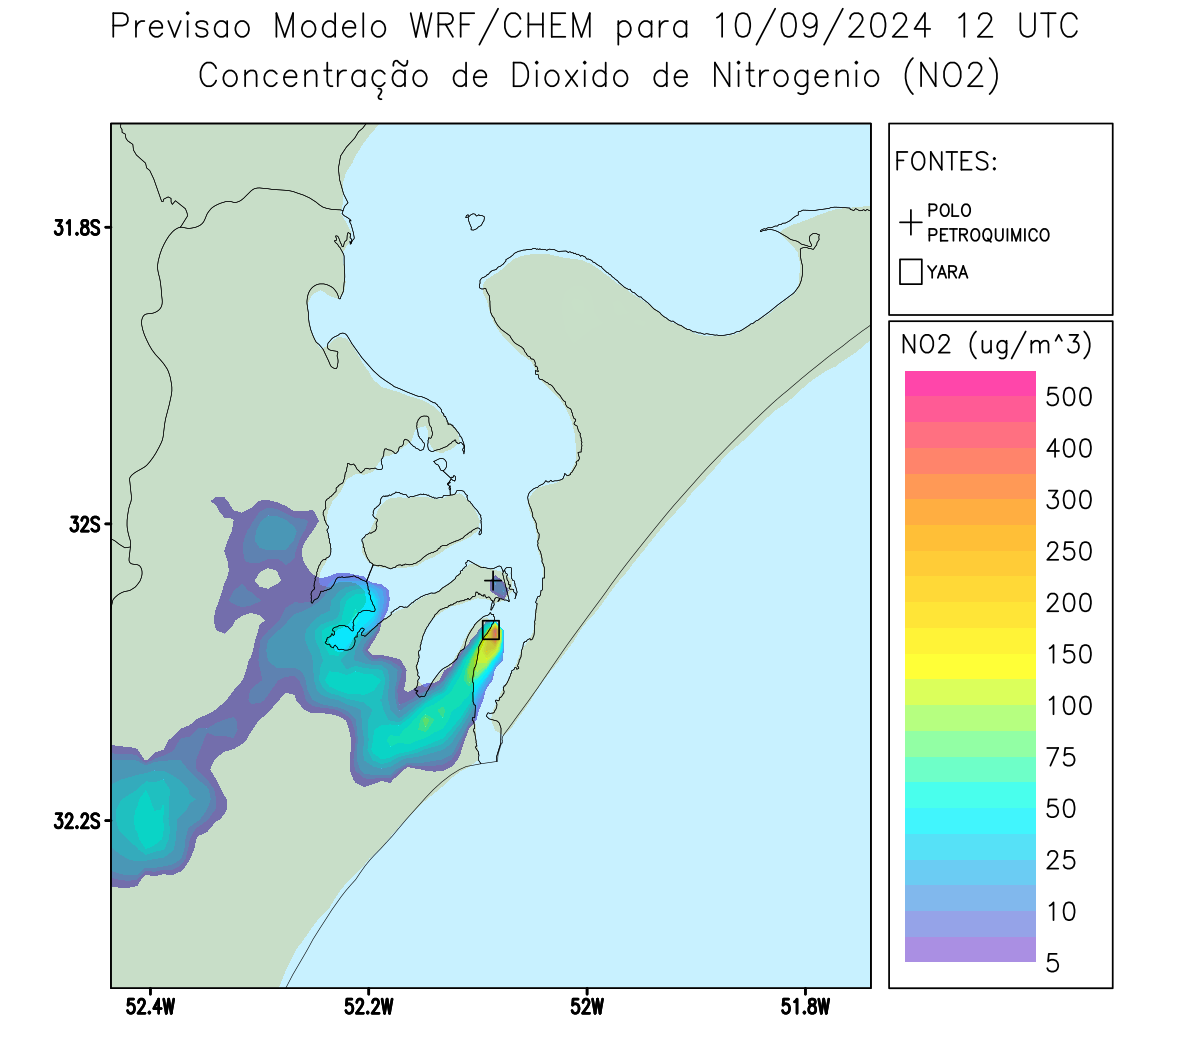 Previsao Modelo WRF/CHEM para 10/09/2024 12 UTC
Concentração de Dioxido de Nitrogenio (NO2)
FONTES:
POLO
PETROQUIMICO
YARA
NO2 (ug/m^3)
500
400
300
250
200
150
100
75
50
25
10
5
31.8S
32S
32.2S
52.4W
52.2W
52W
51.8W